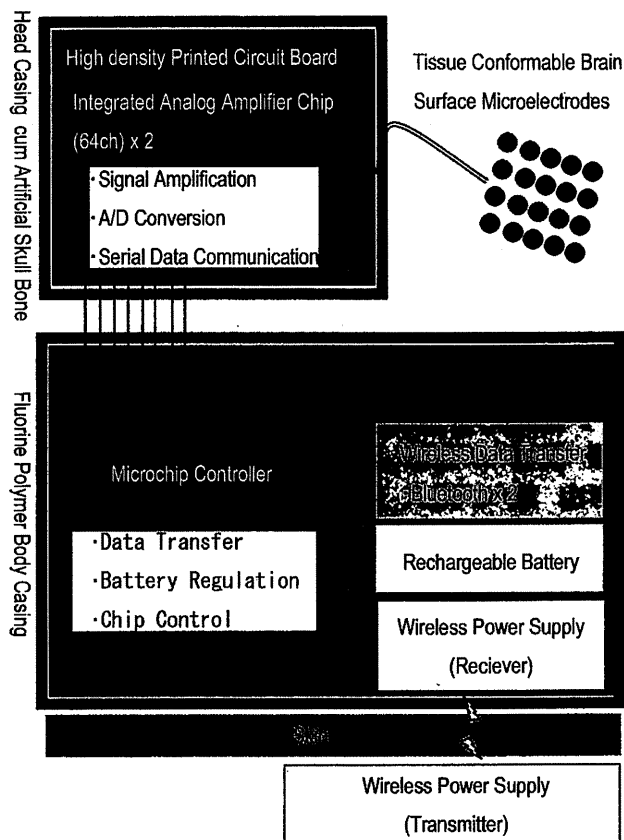 Head Casing cum Artificial Skull Bone
High density Printed Circuit Board
Integrated Analog Amplifier Chip
(64ch) x 2
·Signal Amplification
·A/D Conversion
·Serial Data Communication
Tissue Conformable Brain
Surface Microelectrodes
Fluorine Polymer Body Casing
Microchip Controller
·Data Transfer
·Battery Regulation
·Chip Control
Wireless Data Transfer
Bluetooth x 2
Rechargeable Battery
Wireless Power Supply
(Reciever)
Skin
Wireless Power Supply
(Transmitter)